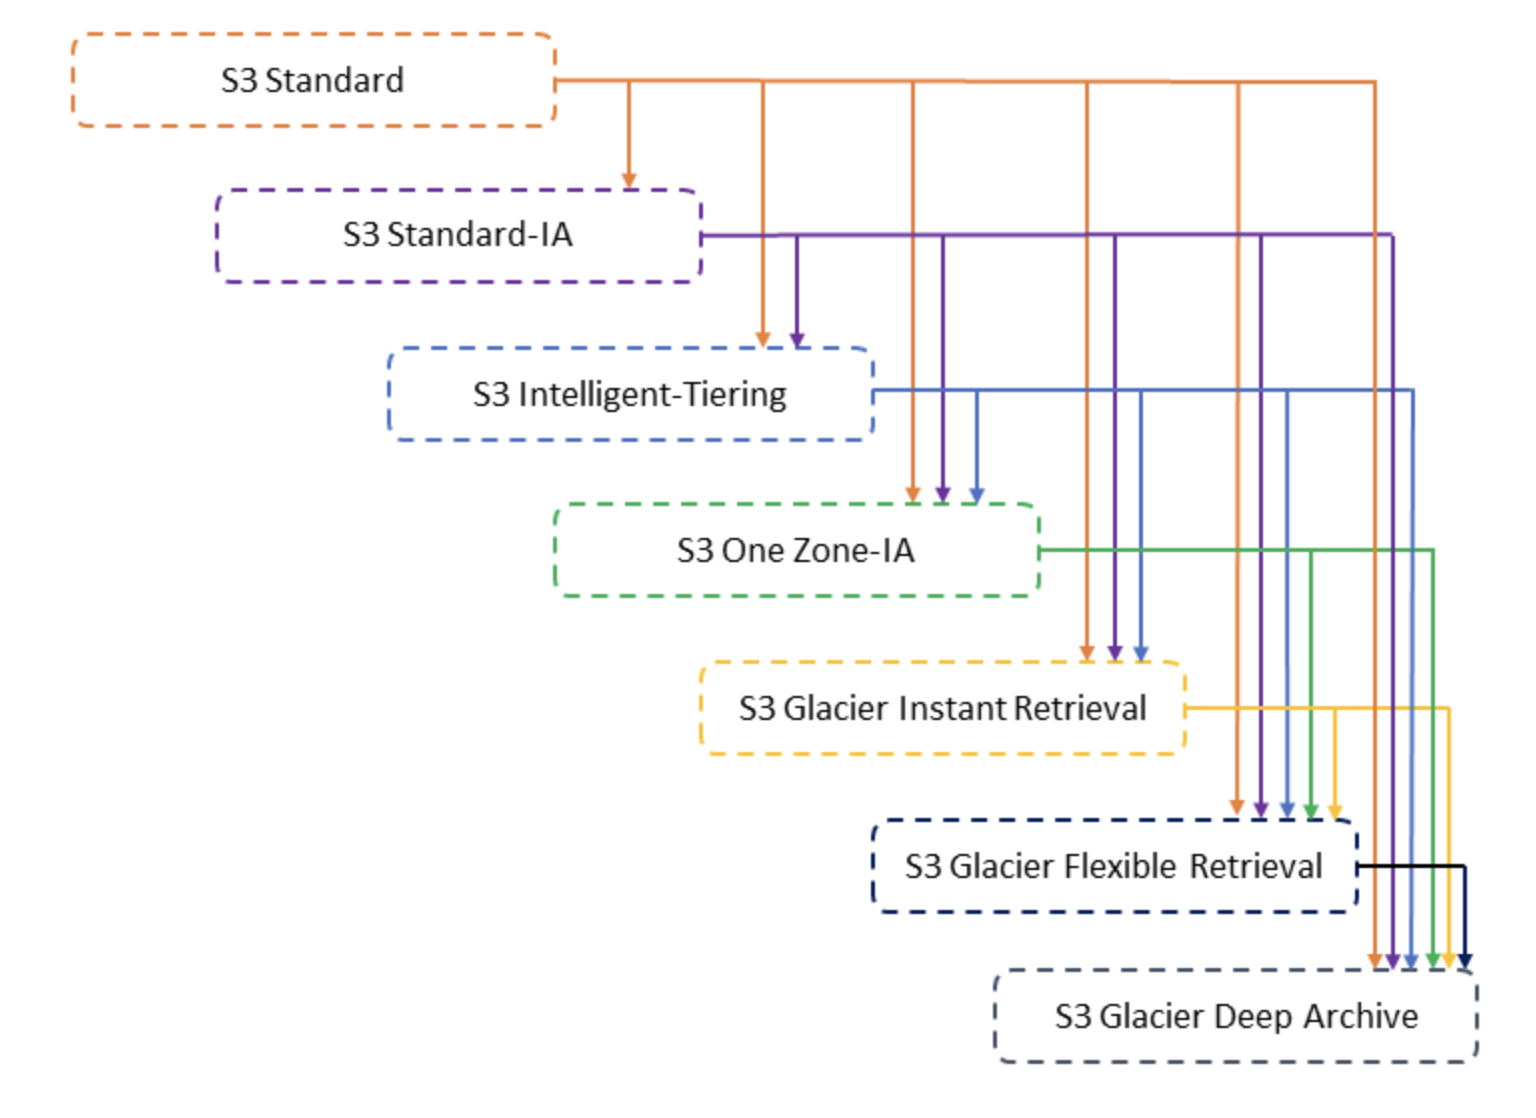 S3 Standard
S3 Standard-IA
S3 Intelligent-Tiering
S3 One Zone-IA
S3 Glacier Instant Retrieval
S3 Glacier Flexible Retrieval
S3 Glacier Deep Archive